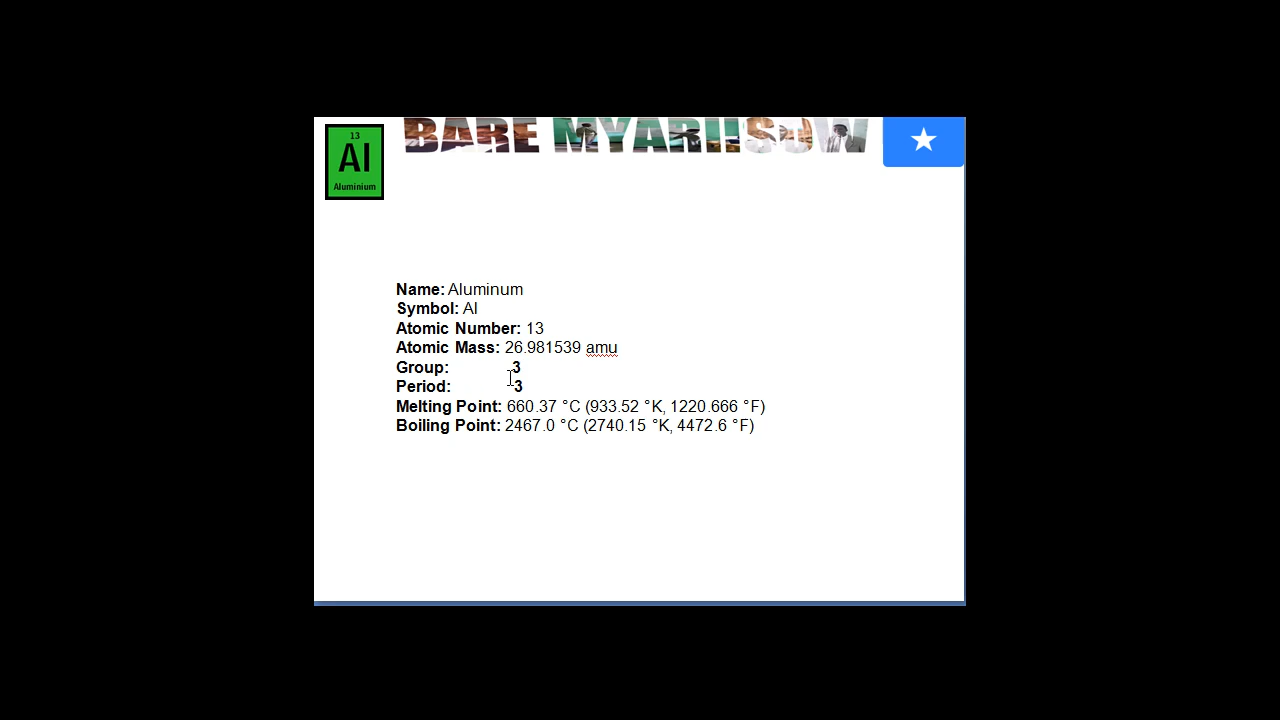 13
Al
Aluminium
BARE MYARIISOW
Name: Aluminum
Symbol: Al
Atomic Number: 13
Atomic Mass: 26.981539 amu
Group: 3
Period: 3
Melting Point: 660.37 °C (933.52 °K, 1220.666 °F)
Boiling Point: 2467.0 °C (2740.15 °K, 4472.6 °F)